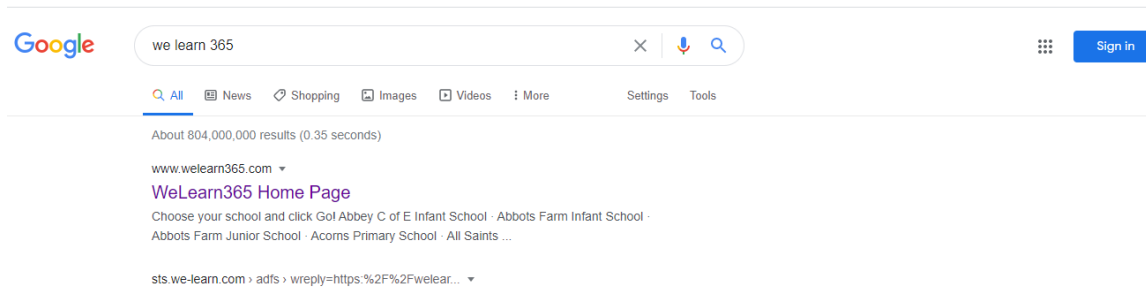 Google
we learn 365
Sign in
All News Shopping Images Videos More Settings Tools
About 804,000,000 results (0.35 seconds)
www.welearn365.com
WeLearn365 Home Page
Choose your school and click Go! Abbey C of E Infant School · Abbots Farm Infant School ·
Abbots Farm Junior School · Acorns Primary School · All Saints ...
sts.we-learn.com › adfs › wreply=https:%2F%2Fwelear...